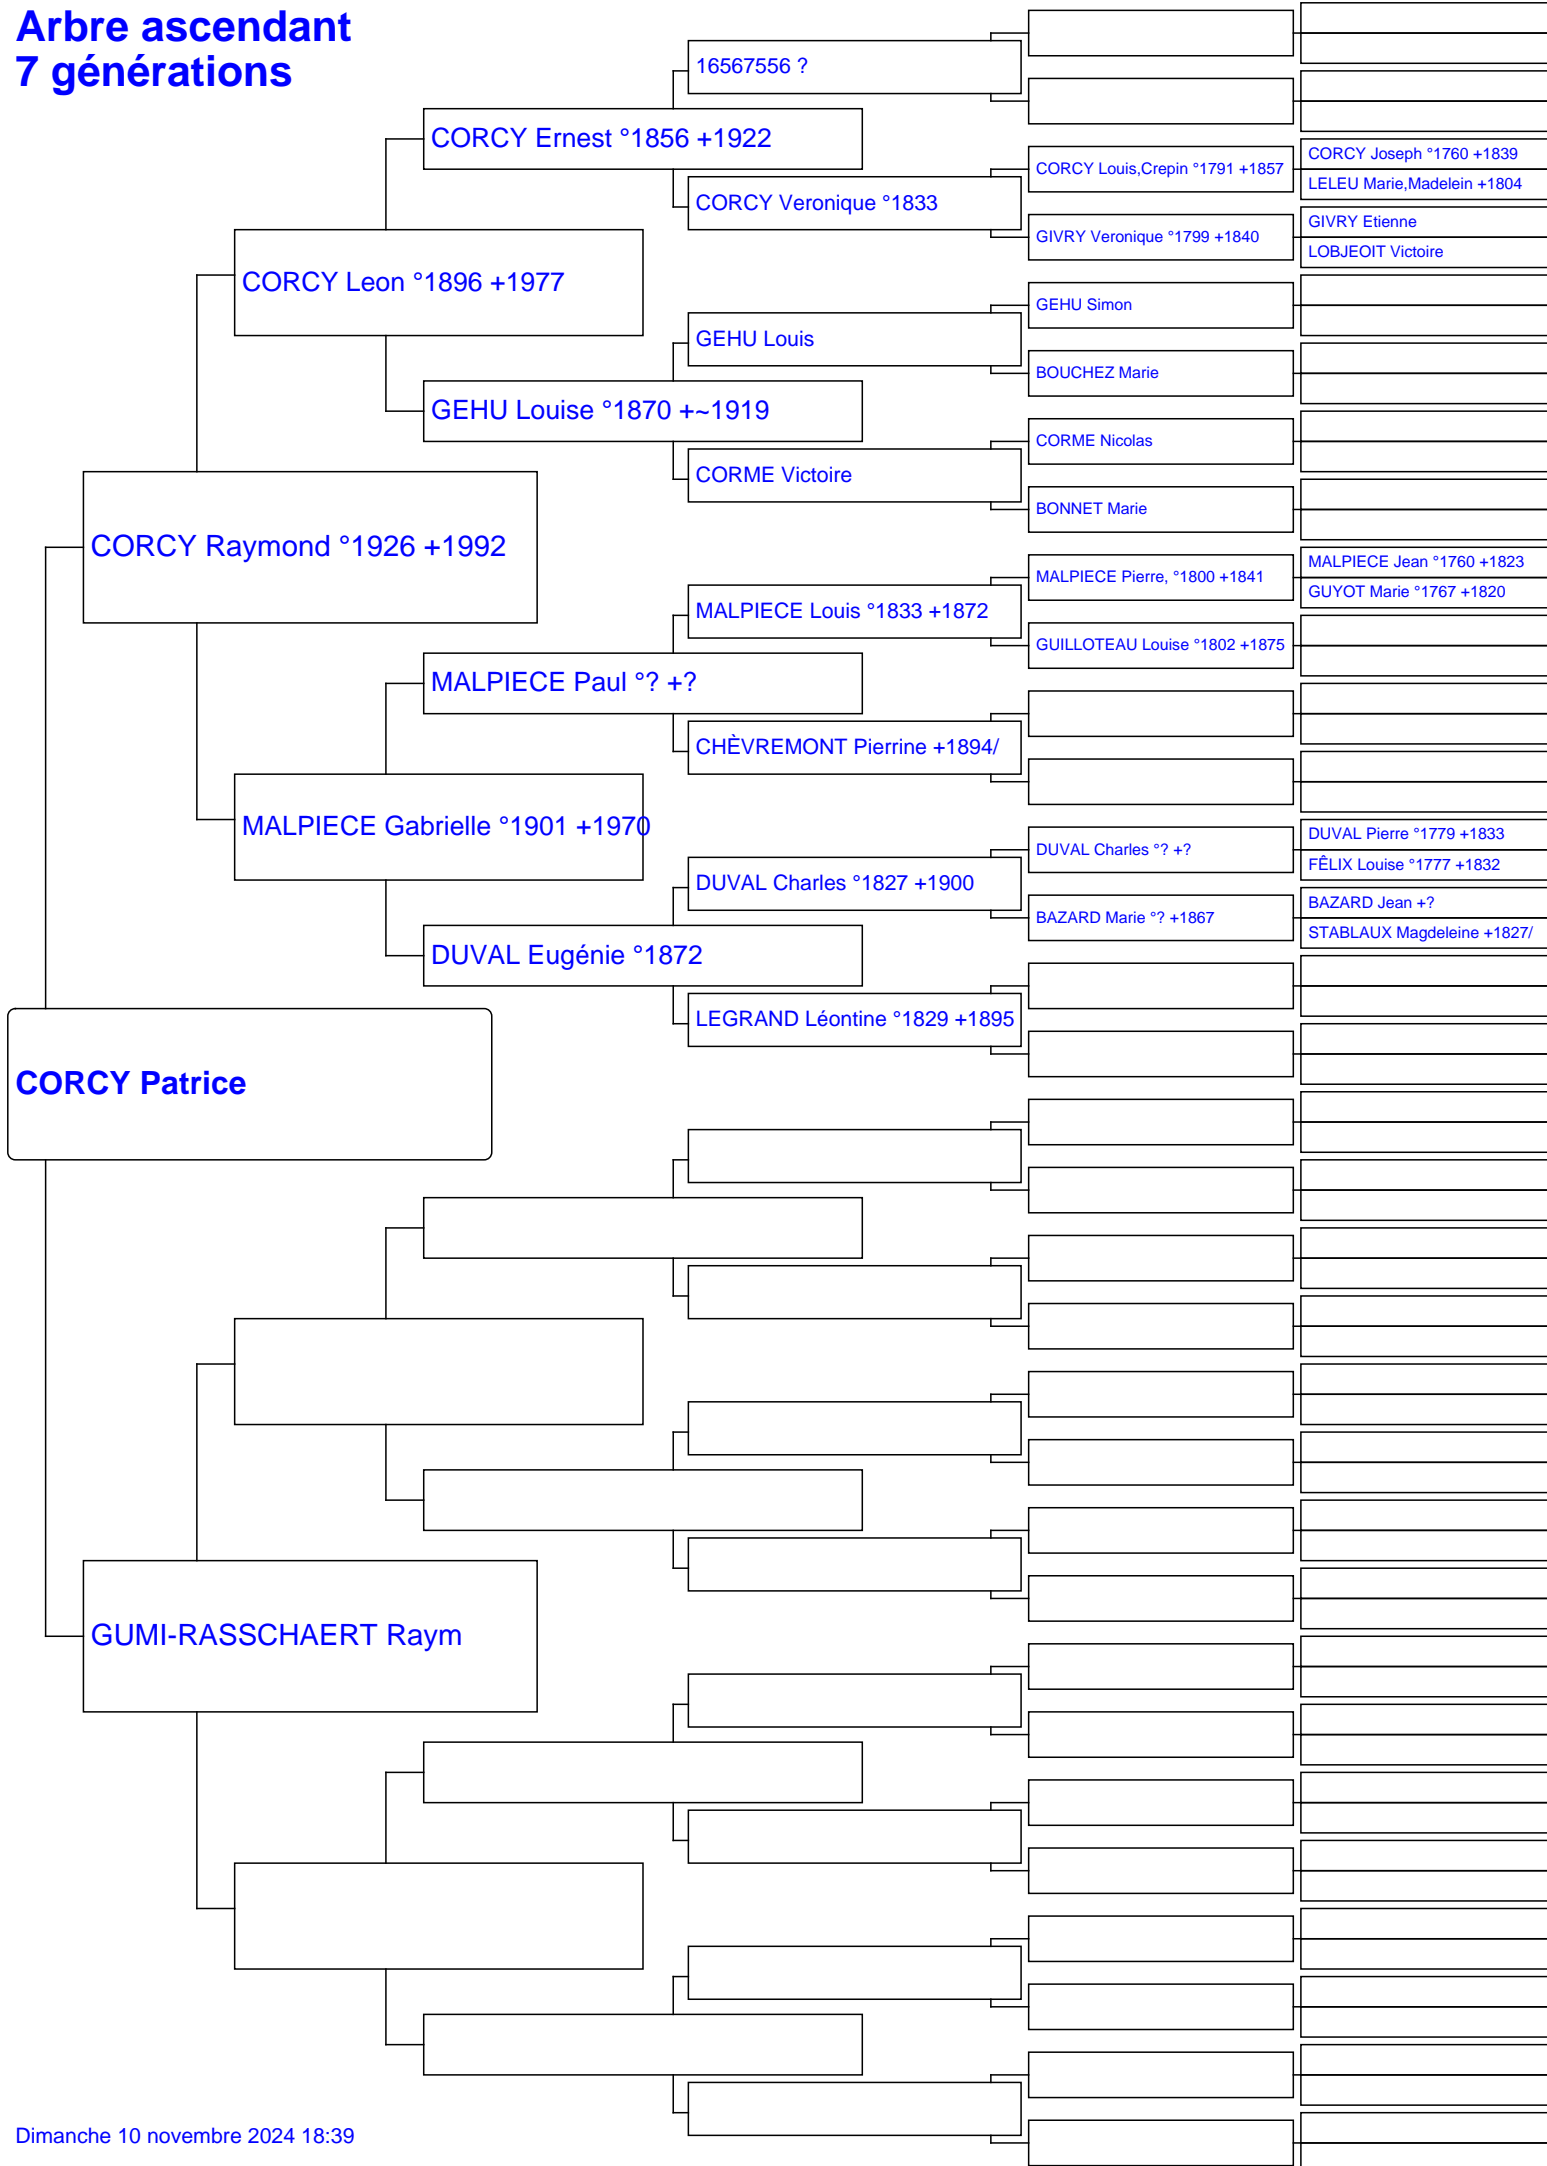 Arbre ascendant
7 générations
16567556 ?
CORCY Ernest °1856 +1922
CORCY Joseph °1760 +1839
CORCY Louis,Crepin °1791 +1857
LELEU Marie,Madelein +1804
CORCY Veronique °1833
GIVRY Etienne
GIVRY Veronique °1799 +1840
LOBJEOIT Victoire
CORCY Leon °1896 +1977
GEHU Simon
GEHU Louis
BOUCHEZ Marie
GEHU Louise °1870 +~1919
CORME Nicolas
CORME Victoire
BONNET Marie
CORCY Raymond °1926 +1992
MALPIECE Jean °1760 +1823
MALPIECE Pierre, °1800 +1841
GUYOT Marie °1767 +1820
MALPIECE Louis °1833 +1872
GUILLOTEAU Louise °1802 +1875
MALPIECE Paul °? +?
CHÈVREMONT Pierrine +1894/
MALPIECE Gabrielle °1901 +1970
DUVAL Pierre °1779 +1833
DUVAL Charles °? +?
FÊLIX Louise °1777 +1832
DUVAL Charles °1827 +1900
BAZARD Jean +?
BAZARD Marie °? +1867
STABLAUX Magdeleine +1827/
DUVAL Eugénie °1872
LEGRAND Léontine °1829 +1895
CORCY Patrice
GUMI-RASSCHAERT Raym
Dimanche 10 novembre 2024 18:39